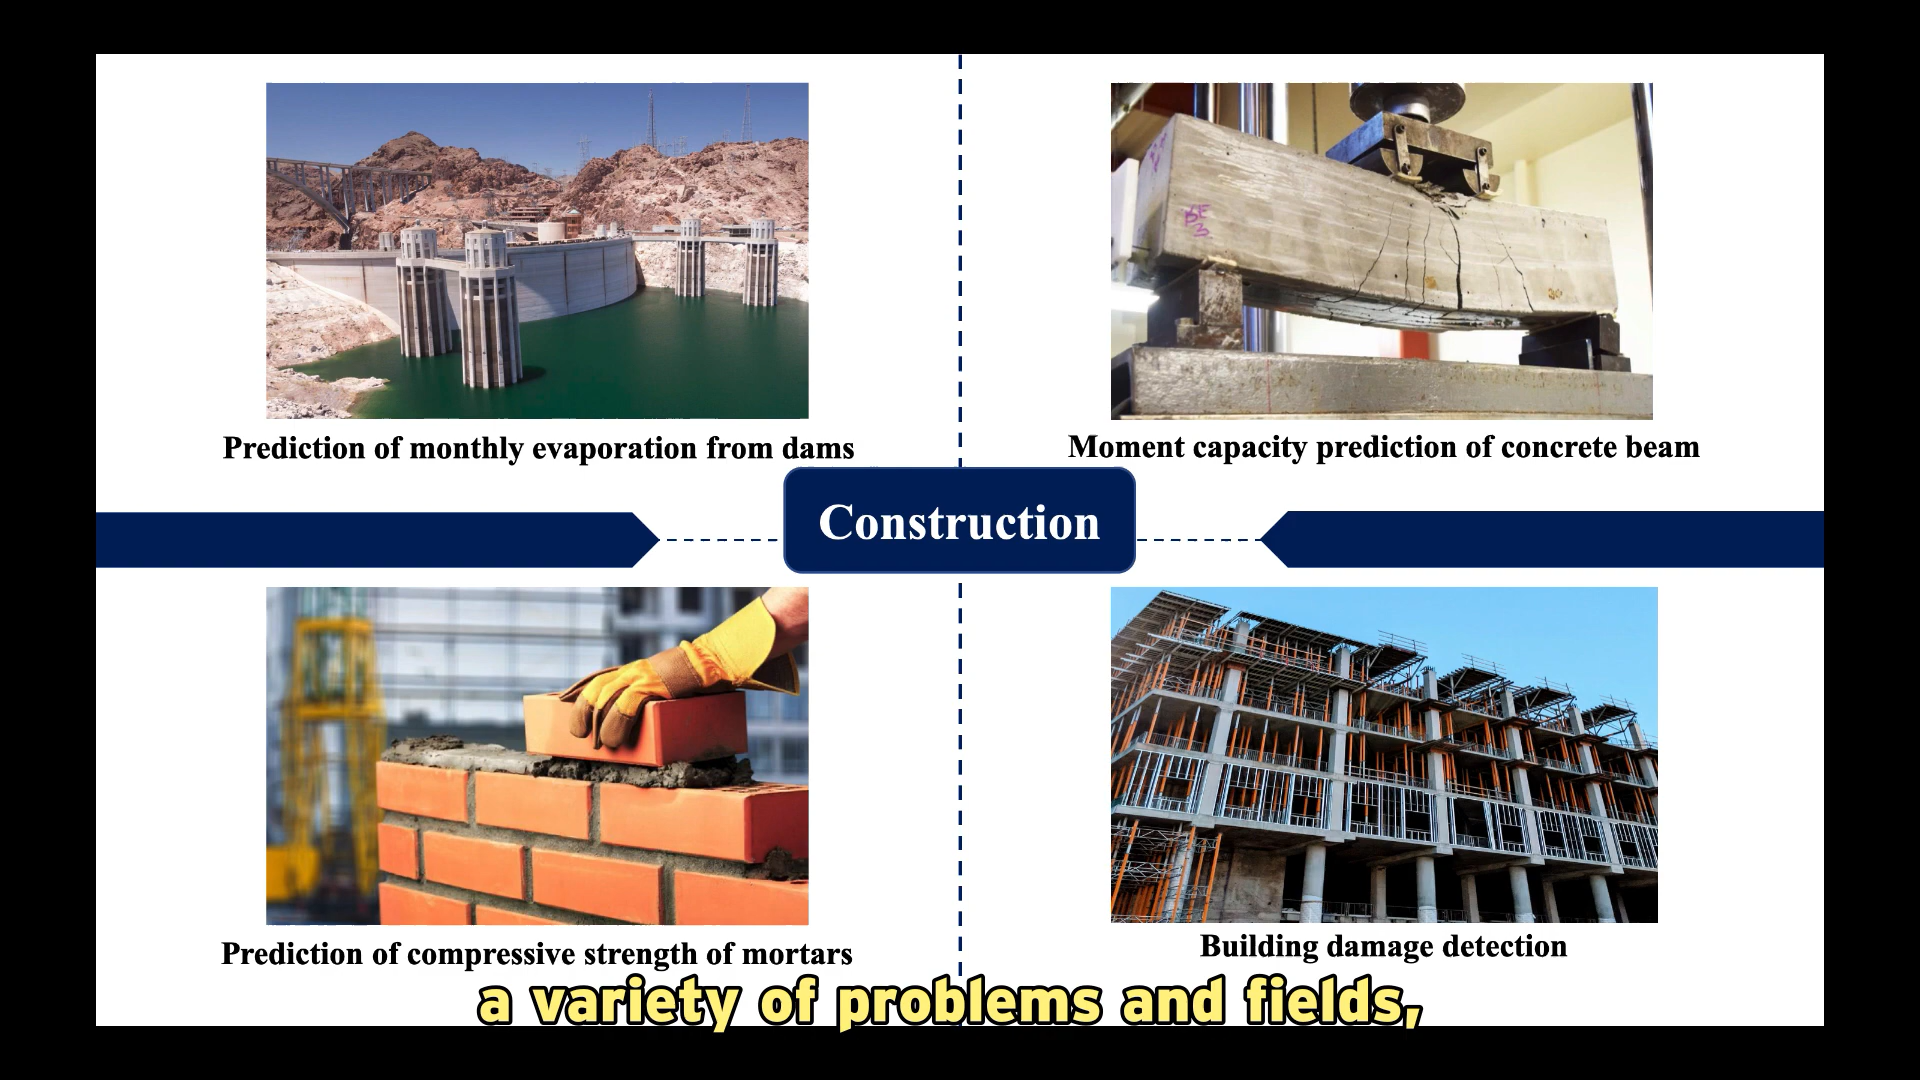 Prediction of monthly evaporation from dams
Moment capacity prediction of concrete beam
Construction
Prediction of compressive strength of mortars
Building damage detection
a variety of problems and fields,